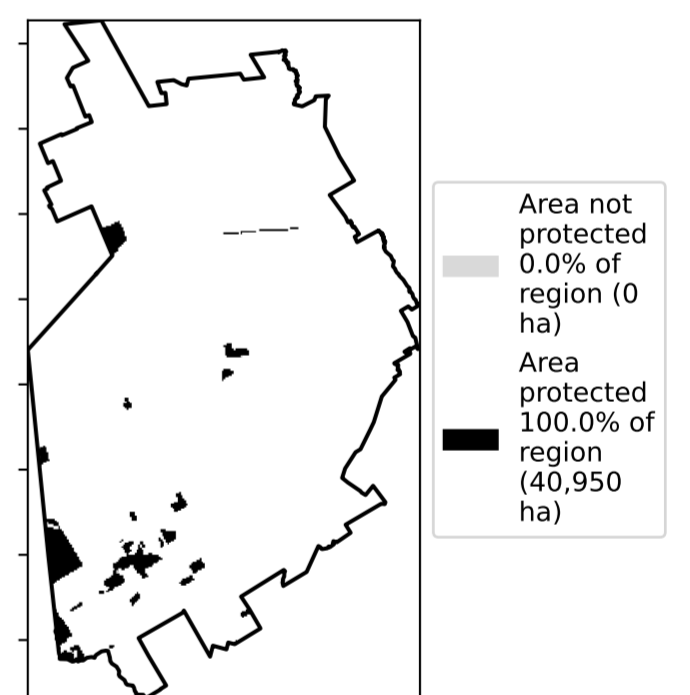 Area not
protected
0.0% of
region (0
ha)
Area
protected
100.0% of
region
(40,950
ha)